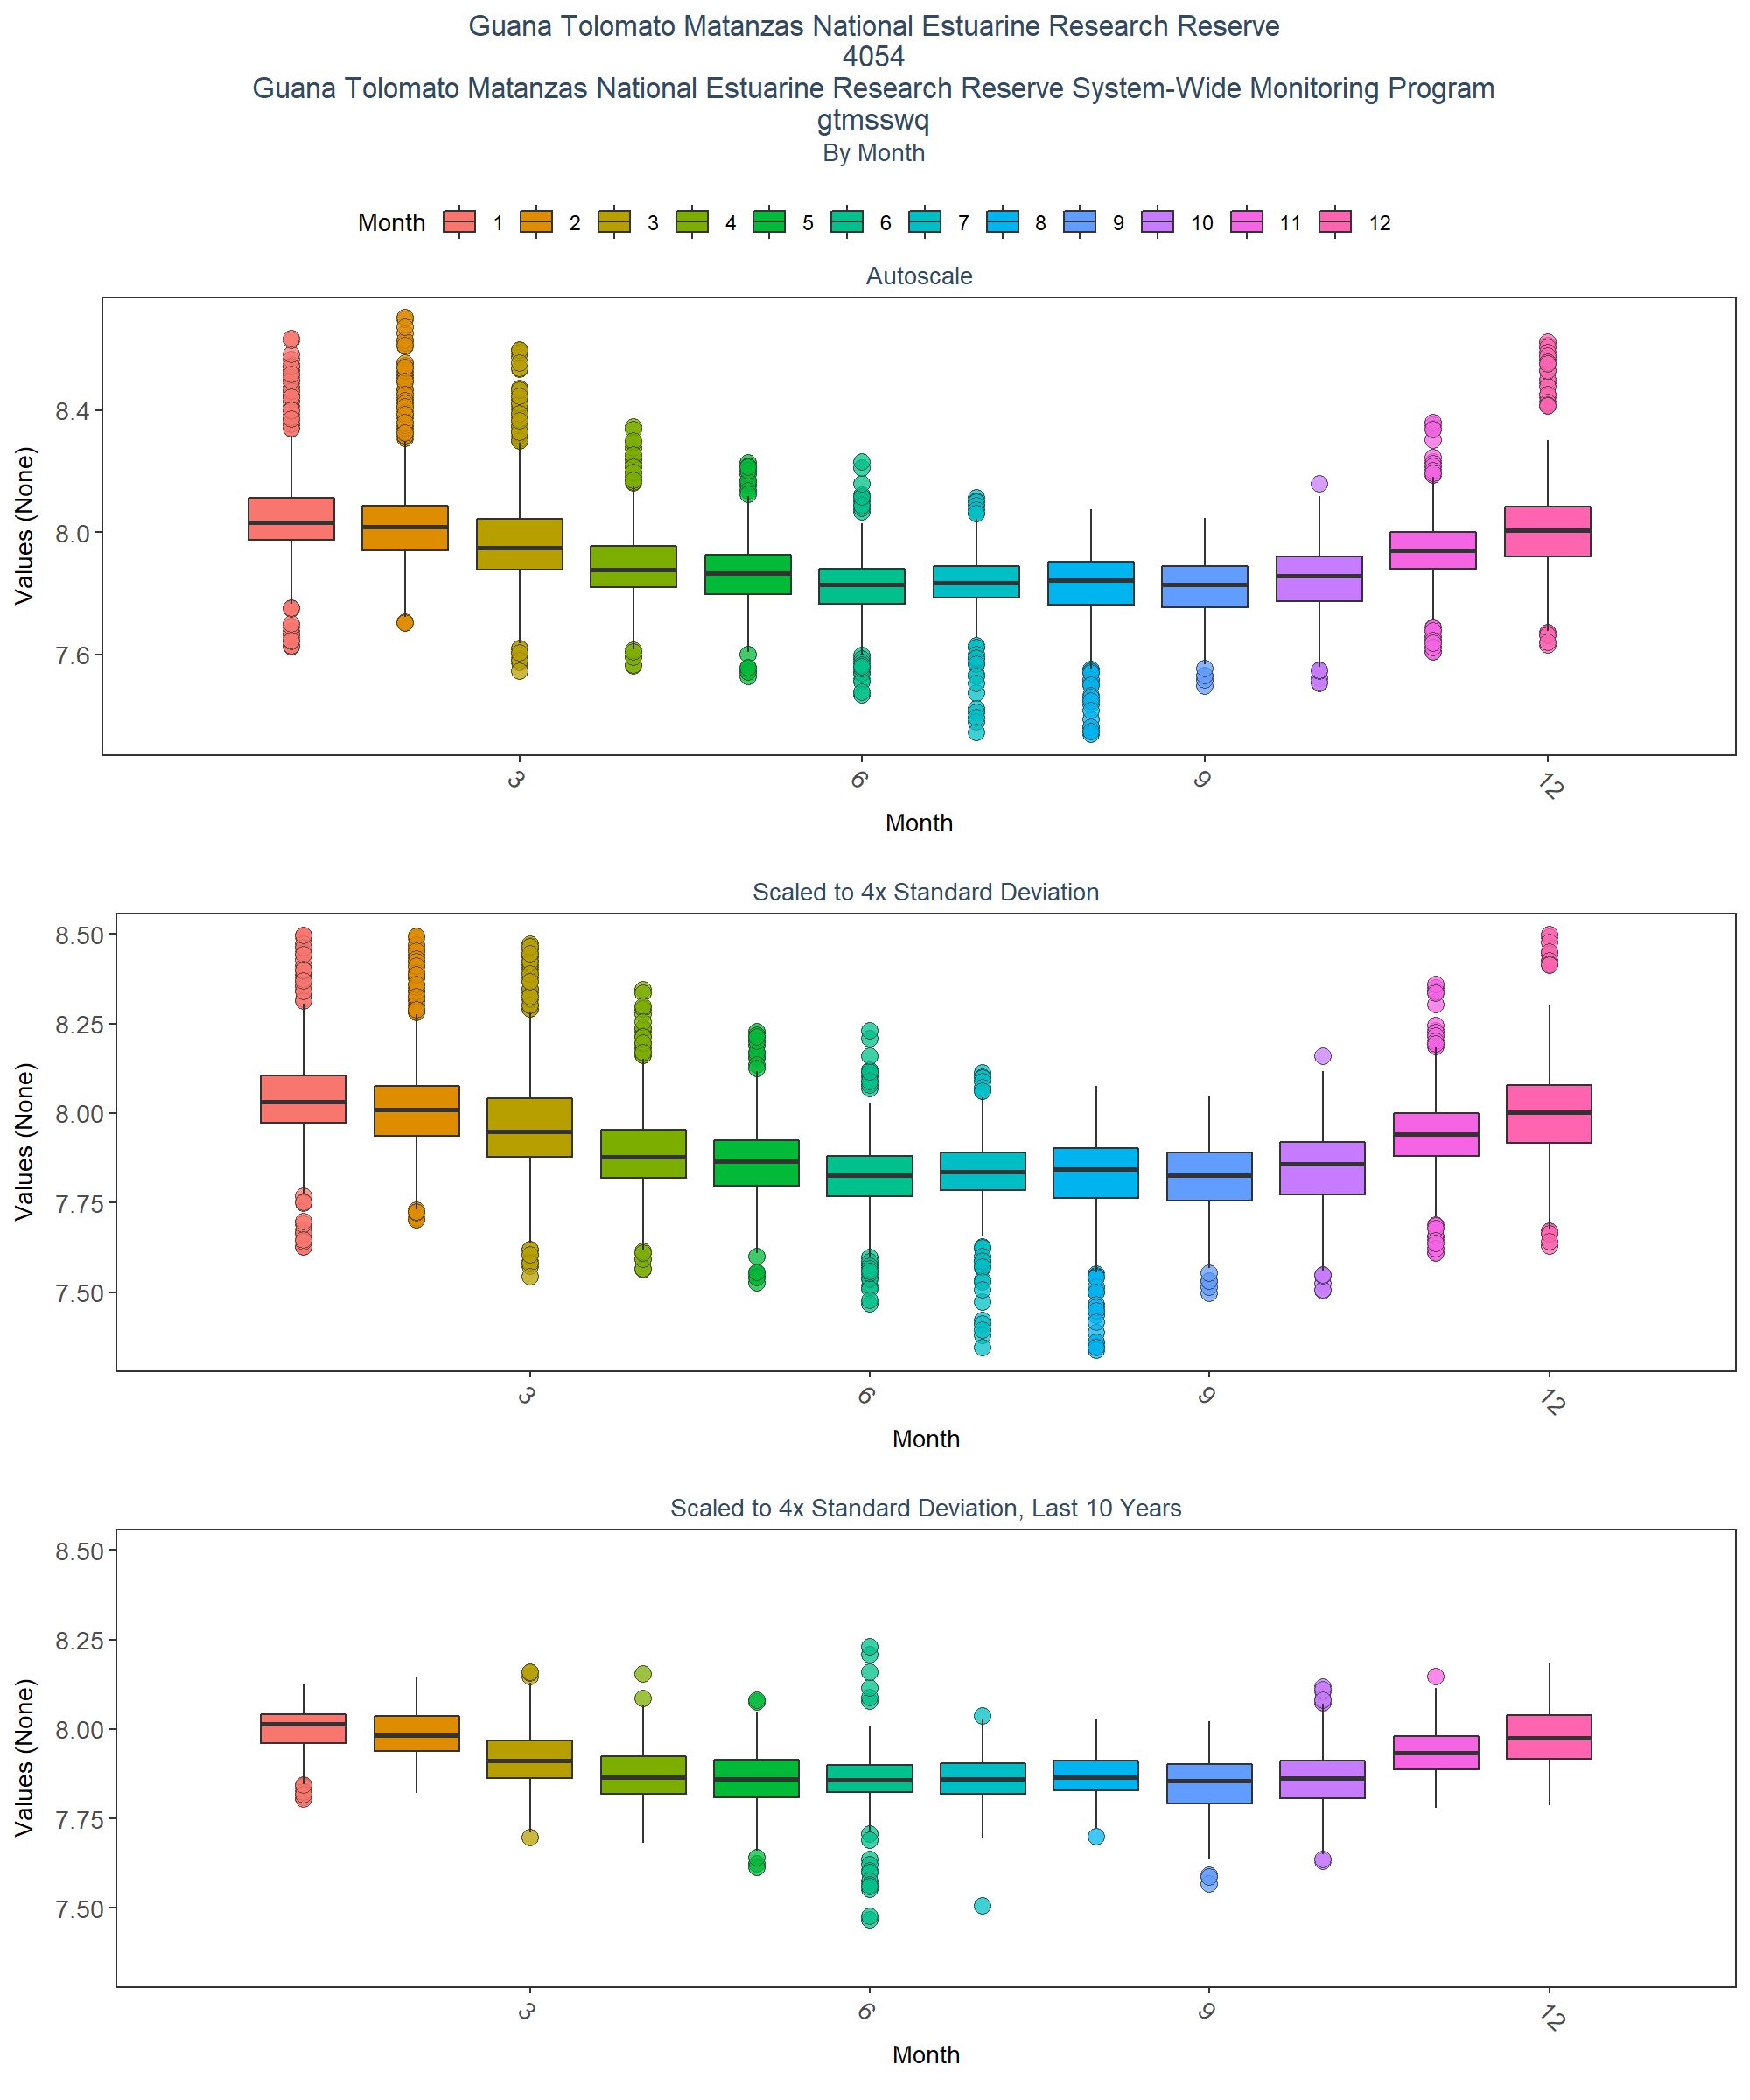 Guana Tolomato Matanzas National Estuarine Research Reserve
4054
Guana Tolomato Matanzas National Estuarine Research Reserve System-Wide Monitoring Program
gtmsswq
By Month
Month 1 2 3 4 5 6 7 8 9 10 11 12
Autoscale
Values (None)
8.4
8.0
7.6
3 6 9 12
Month
Scaled to 4x Standard Deviation
Values (None)
8.50
8.25
8.00
7.75
7.50
3 6 9 12
Month
Scaled to 4x Standard Deviation, Last 10 Years
Values (None)
8.50
8.25
8.00
7.75
7.50
3 6 9 12
Month